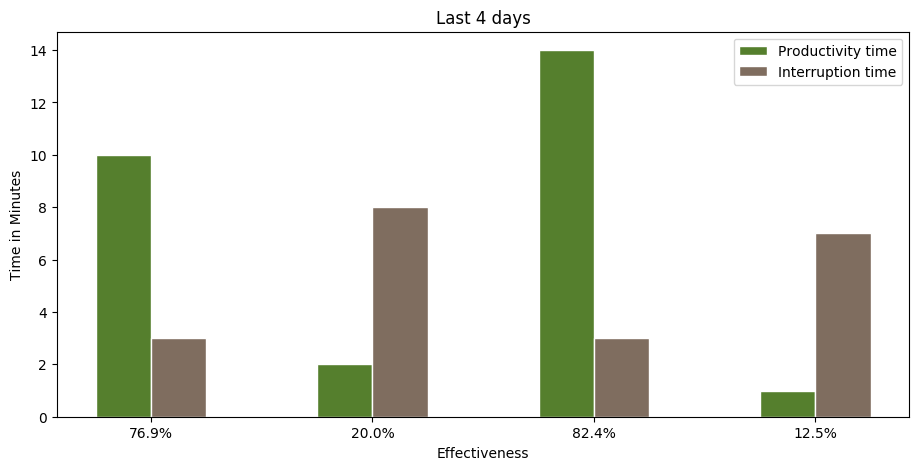 Last 4 days
Productivity time
Interruption time
Time in Minutes
14
12
10
8
6
4
2
0
76.9%
20.0%
82.4%
12.5%
Effectiveness